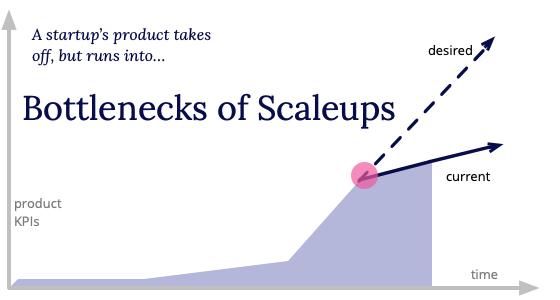 A startup’s product takes
off, but runs into...
desired
Bottlenecks of Scaleups
current
product
KPIs
time